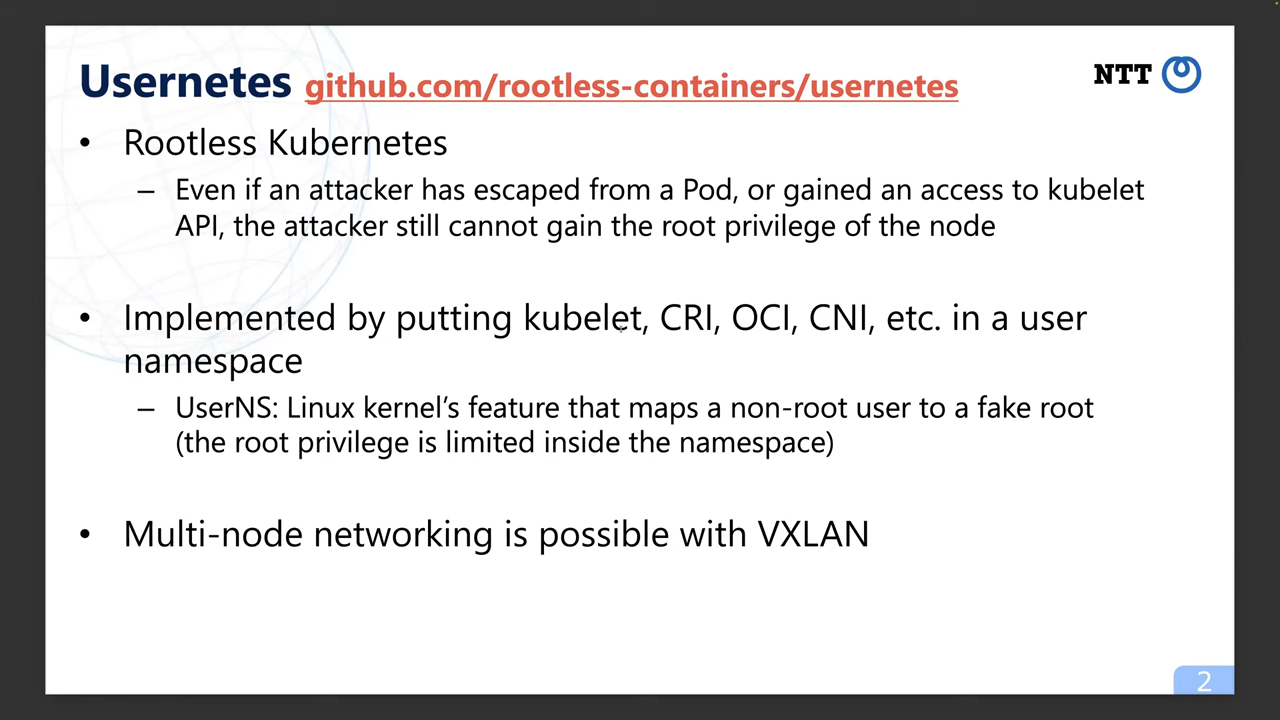 Usernetes github.com/rootless-containers/usernetes
NTT
• Rootless Kubernetes
– Even if an attacker has escaped from a Pod, or gained an access to kubelet
API, the attacker still cannot gain the root privilege of the node
• Implemented by putting kubelet, CRI, OCI, CNI, etc. in a user
namespace
– UserNS: Linux kernel’s feature that maps a non-root user to a fake root
(the root privilege is limited inside the namespace)
• Multi-node networking is possible with VXLAN
2